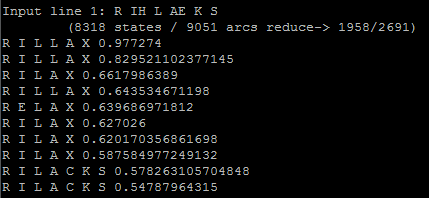 Input line 1: R IH L AE K S
(8318 states / 9051 arcs reduce-> 1958/2691)
R I L L A X 0.977274
R I L L A X 0.829521102377145
R I L A X 0.6617986389
R I L L A X 0.643534671198
R E L A X 0.639686971812
R I L A X 0.627026
R I L A X 0.620170356861698
R I L A X 0.587584977249132
R I L A C K S 0.578263105704848
R I L A C K S 0.54787964315